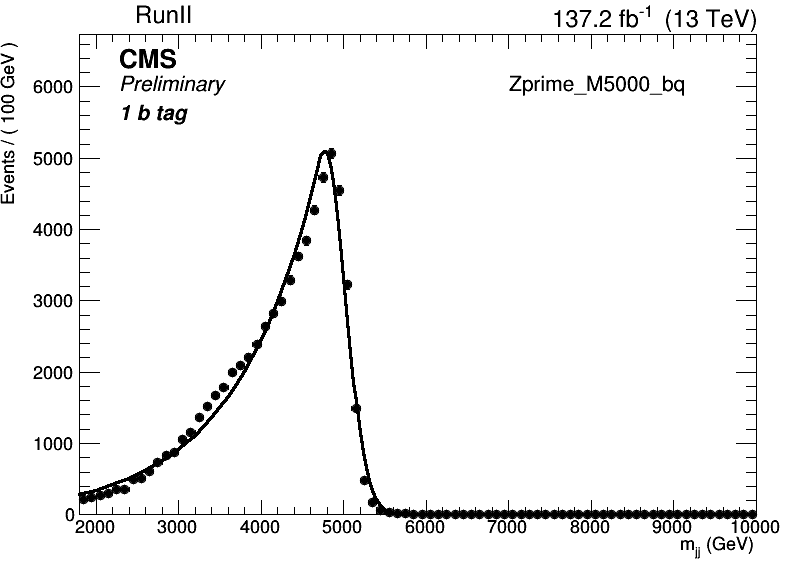 RunII
137.2 fb⁻¹ (13 TeV)
CMS
Preliminary
1 b tag
Zprime_M5000_bq
Events / ( 100 GeV )
6000
5000
4000
3000
2000
1000
0
2000 3000 4000 5000 6000 7000 8000 9000 10000
m_jj (GeV)